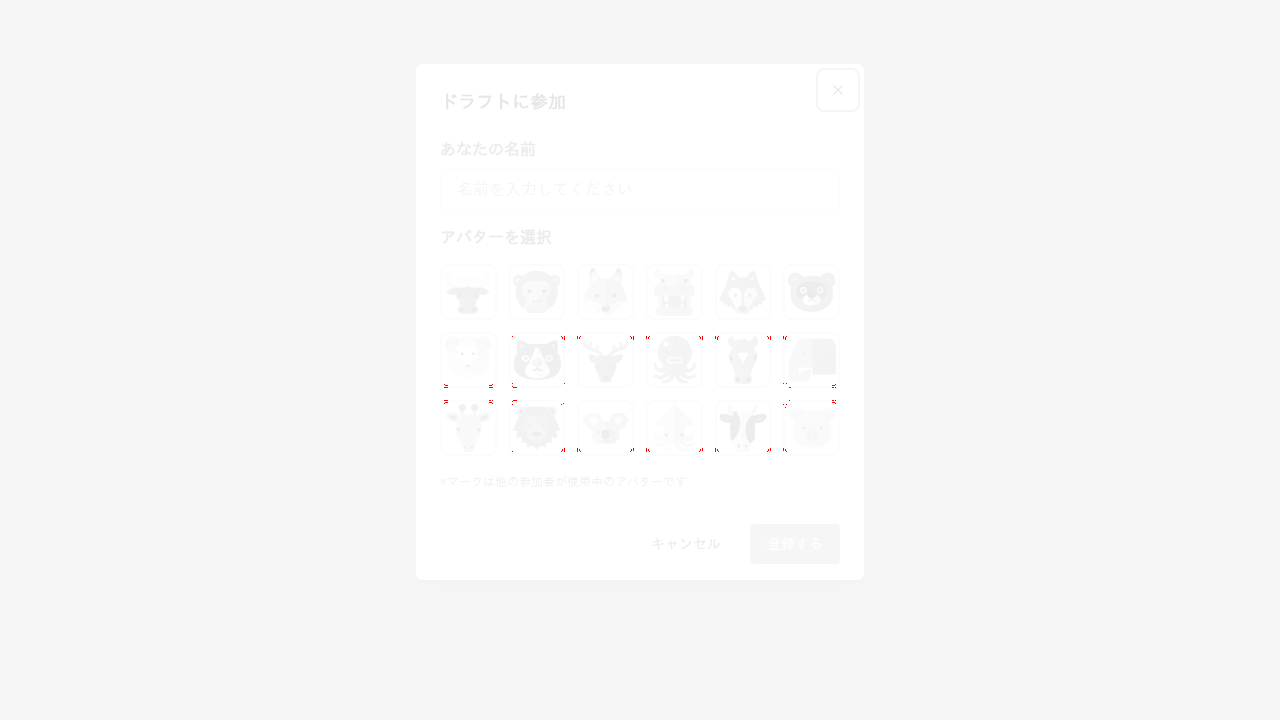 ドラフトに参加
×
あなたの名前
名前を入力してください
アバターを選択
×マークは他の参加者が使用中のアバターです
キャンセル
登録する